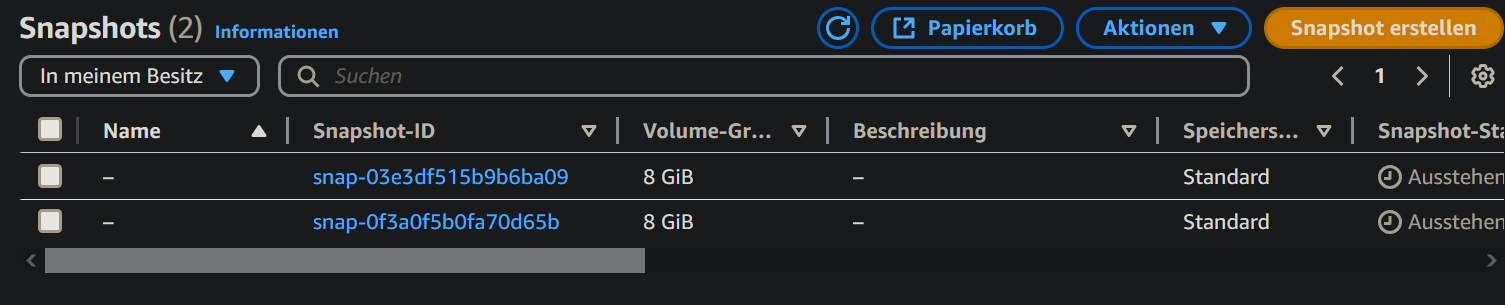 Snapshots (2) Informationen Papierkorb Aktionen Snapshot erstellen
In meinem Besitz Suchen 1
Name Snapshot-ID Volume-Gr... Beschreibung Speichers... Snapshot-Sta
– snap-03e3df515b9b6ba09 8 GiB – Standard Ausstehen
– snap-0f3a0f5b0fa70d65b 8 GiB – Standard Ausstehen